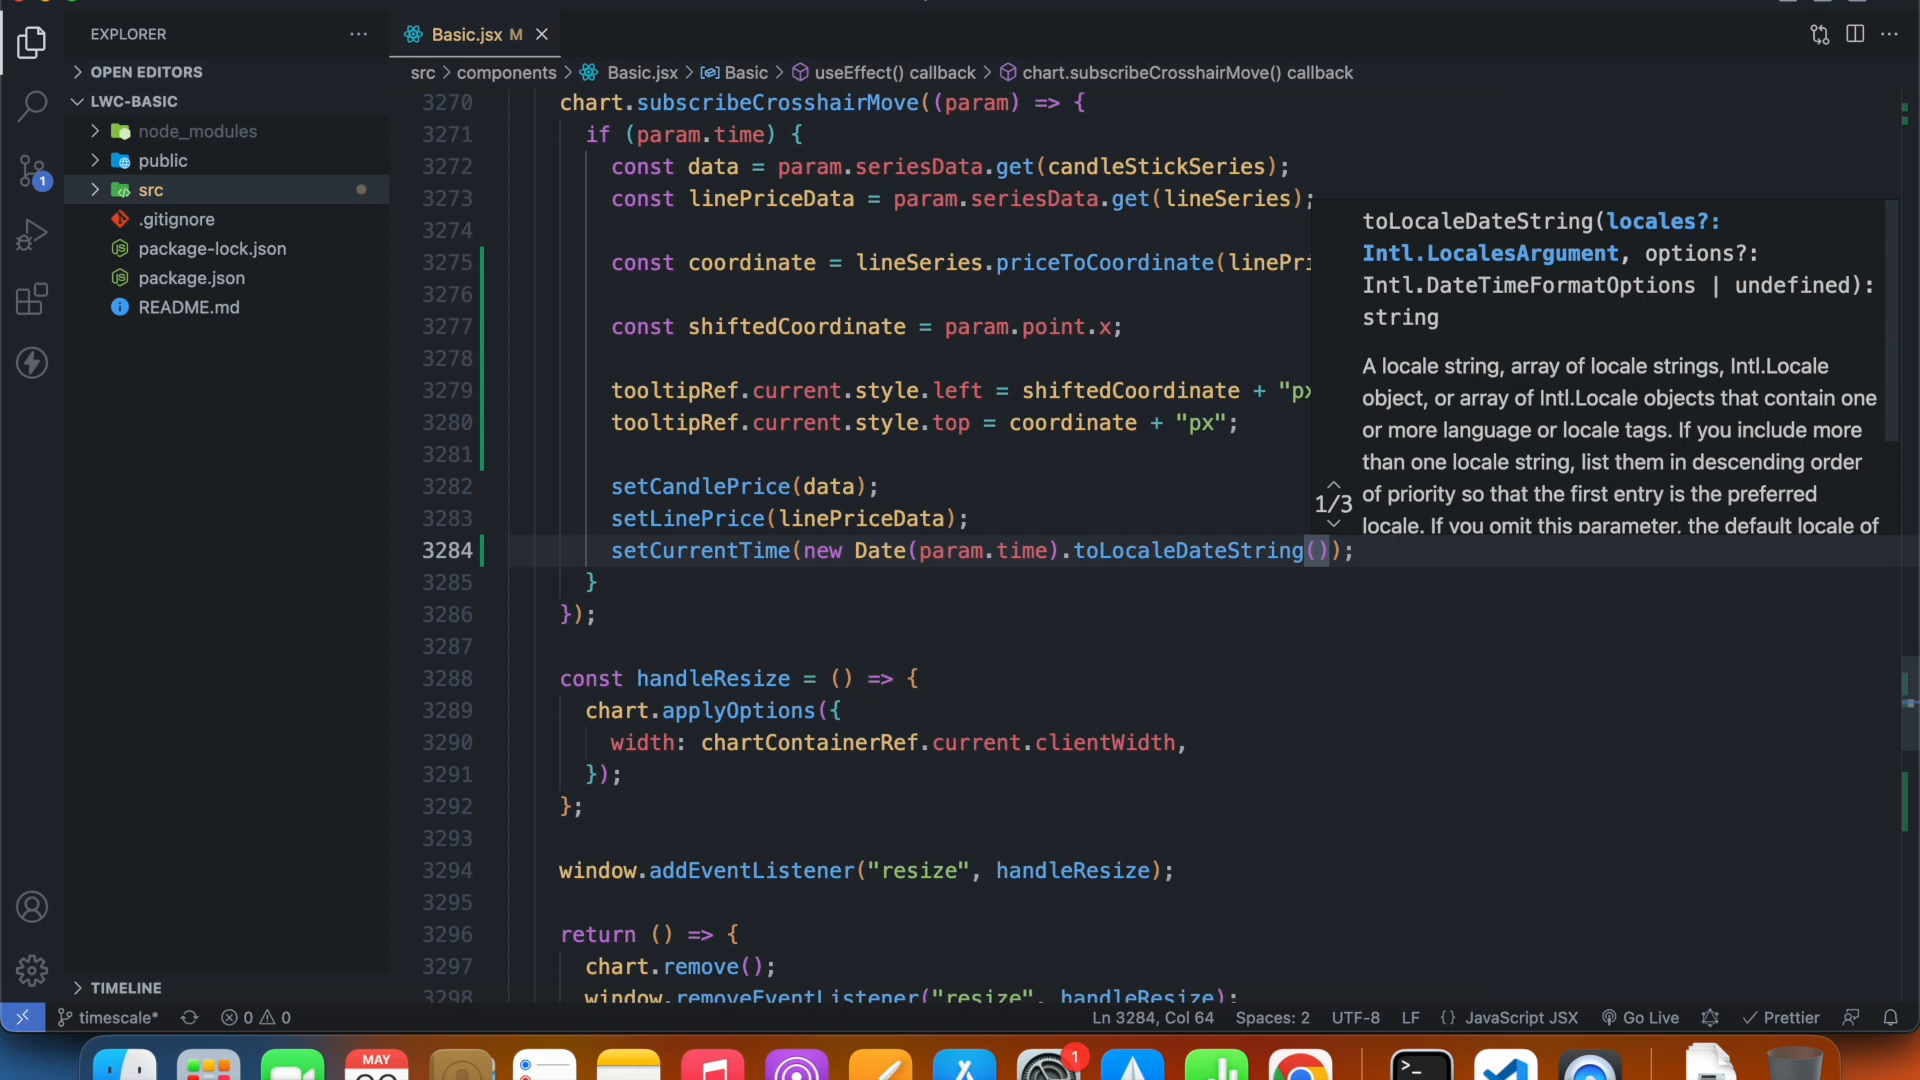 EXPLORER
OPEN EDITORS
LWC-BASIC
node_modules
public
src
.gitignore
package-lock.json
package.json
README.md
TIMELINE
1
Basic.jsx M
src > components > Basic.jsx > Basic > useEffect() callback > chart.subscribeCrosshairMove() callback
3270 chart.subscribeCrosshairMove((param) => {
3271 if (param.time) {
3272 const data = param.seriesData.get(candleStickSeries);
3273 const linePriceData = param.seriesData.get(lineSeries);
3274
3275 const coordinate = lineSeries.priceToCoordinate(linePri
3276
3277 const shiftedCoordinate = param.point.x;
3278
3279 tooltipRef.current.style.left = shiftedCoordinate + "px
3280 tooltipRef.current.style.top = coordinate + "px";
3281
3282 setCandlePrice(data);
3283 setLinePrice(linePriceData);
3284 setCurrentTime(new Date(param.time).toLocaleDateString());
3285 }
3286 });
3287
3288 const handleResize = () => {
3289 chart.applyOptions({
3290 width: chartContainerRef.current.clientWidth,
3291 });
3292 };
3293
3294 window.addEventListener("resize", handleResize);
3295
3296 return () => {
3297 chart.remove();
3298 window.removeEventListener("resize", handleResize);
toLocaleDateString(locales?:
Intl.LocalesArgument, options?:
Intl.DateTimeFormatOptions | undefined):
string
A locale string, array of locale strings, Intl.Locale
object, or array of Intl.Locale objects that contain one
or more language or locale tags. If you include more
than one locale string, list them in descending order
of priority so that the first entry is the preferred
locale. If you omit this parameter, the default locale of
1/3
timescale* 0 0
Ln 3284, Col 64 Spaces: 2 UTF-8 LF {} JavaScript JSX Go Live Prettier
MAY
1